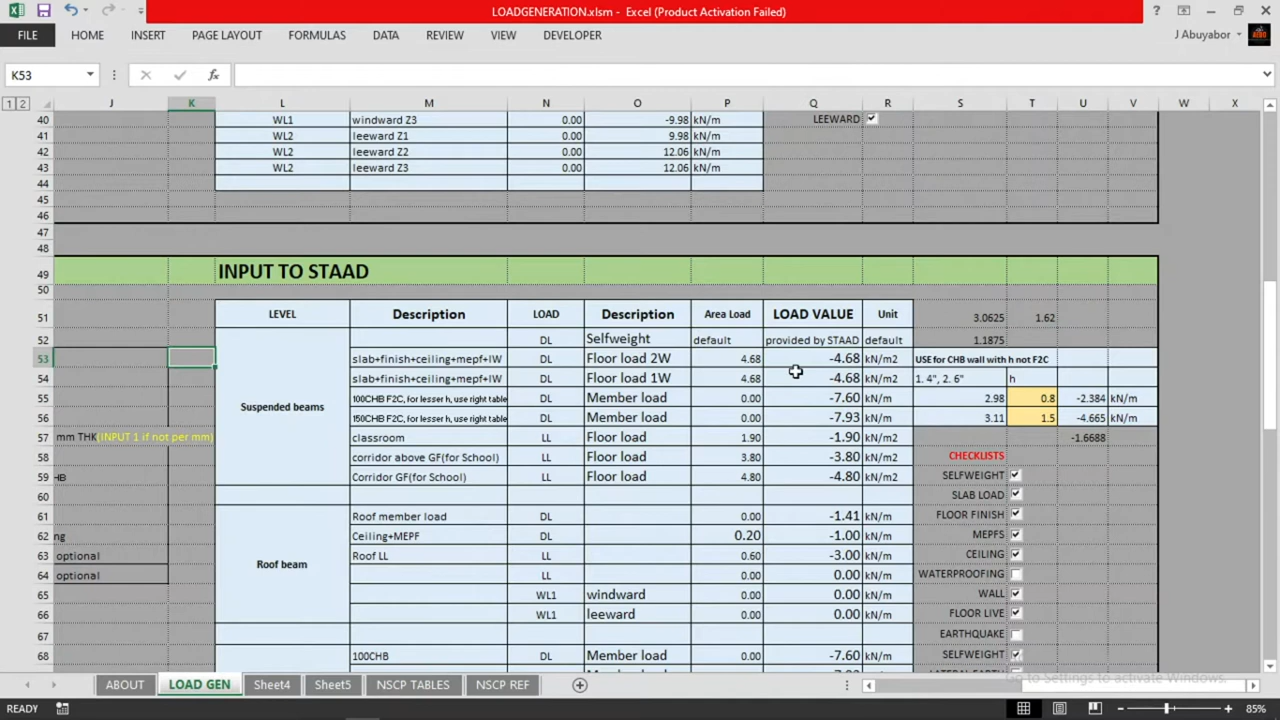 LOADGENERATION.xlsm - Excel (Product Activation Failed)
FILE HOME INSERT PAGE LAYOUT FORMULAS DATA REVIEW VIEW ABUYABOR DEVELOPER J Abuyabor
K53
1 2 J K L M N O P Q R S T U V W X
40 WL1 windward Z3 0.00 -9.98 kN/m LEEWARD
41 WL2 leeward Z1 0.00 9.98 kN/m
42 WL2 leeward Z2 0.00 12.06 kN/m
43 WL2 leeward Z3 0.00 12.06 kN/m
44
45
46
47
48
49 INPUT TO STAAD
50
51 LEVEL Description LOAD Description Area Load LOAD VALUE Unit 3.0625 1.62
52 DL Selfweight default provided by STAAD default 1.1875
53 slab+finish+ceiling+mepf+IW DL Floor load 2W 4.68 -4.68 kN/m2 USE for CHB wall with h not F2C
54 slab+finish+ceiling+mepf+IW DL Floor load 1W 4.68 -4.68 kN/m2 1. 4", 2. 6" h
55 100CHB F2C, for lesser h, use right table DL Member load 0.00 -7.60 kN/m 2.98 0.8 -2.384 kN/m
Suspended beams
56 150CHB F2C, for lesser h, use right table DL Member load 0.00 -7.93 kN/m 3.11 1.5 -4.665 kN/m
57 mm THK(INPUT 1 if not per mm) classroom LL Floor load 1.90 -1.90 kN/m2 -1.6688
58 corridor above GF(for School) LL Floor load 3.80 -3.80 kN/m2 CHECKLISTS
59 HB Corridor GF(for School) LL Floor load 4.80 -4.80 kN/m2 SELFWEIGHT
60 SLAB LOAD
61 Roof member load DL 0.00 -1.41 kN/m FLOOR FINISH
62 ng Ceiling+MEPF DL 0.20 -1.00 kN/m MEPFS
63 optional Roof LL LL 0.60 -3.00 kN/m CEILING
Roof beam
64 optional LL 0.00 0.00 kN/m WATERPROOFING
65 WL1 windward 0.00 0.00 kN/m WALL
66 WL1 leeward 0.00 0.00 kN/m FLOOR LIVE
67 EARTHQUAKE
68 100CHB DL Member load 0.00 -7.60 kN/m SELFWEIGHT
Go to Settings to activate Windows.
ABOUT LOAD GEN Sheet4 Sheet5 NSCP TABLES NSCP REF
READY 85%